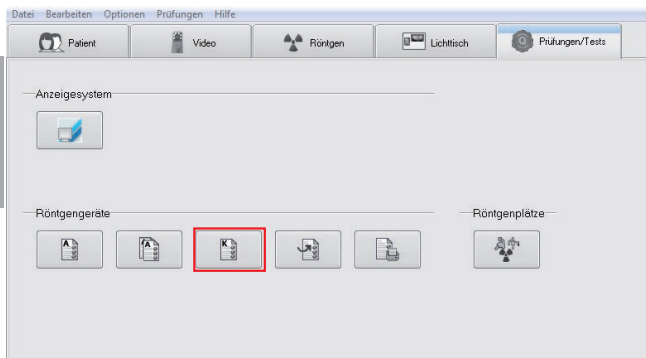 Datei Bearbeiten Optionen Prüfungen Hilfe
Patient Video Röntgen Lichttisch Q Prüfungen/Tests
Anzeigesystem
Röntgengeräte Röntgenplätze
A A K